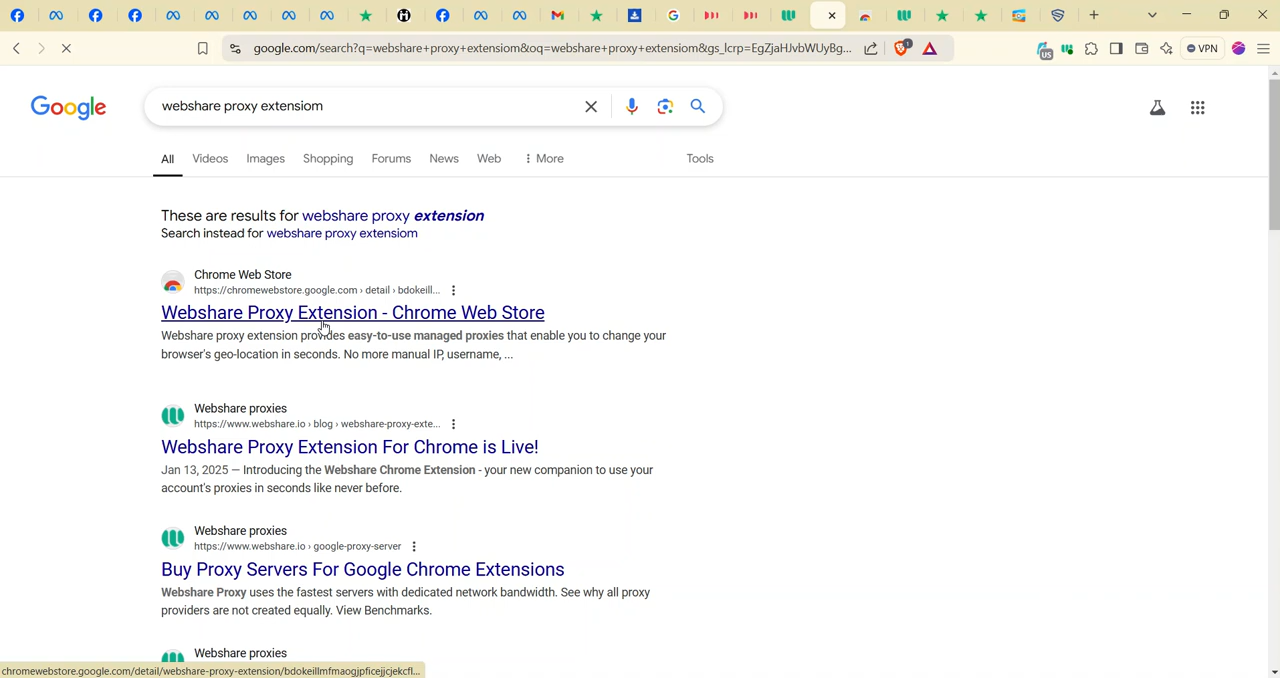 google.com/search?q=webshare+proxy+extensiom&oq=webshare+proxy+extensiom&gs_lcrp=EgZjaHJvbWUyBg...
1
US
VPN
Google
webshare proxy extensiom
All
Videos
Images
Shopping
Forums
News
Web
More
Tools
These are results for webshare proxy extension
Search instead for webshare proxy extensiom
Chrome Web Store
https://chromewebstore.google.com › detail › bdokeill...
Webshare Proxy Extension - Chrome Web Store
Webshare proxy extension provides easy-to-use managed proxies that enable you to change your
browser's geo-location in seconds. No more manual IP, username, ...
Webshare proxies
https://www.webshare.io › blog › webshare-proxy-exte...
Webshare Proxy Extension For Chrome is Live!
Jan 13, 2025 — Introducing the Webshare Chrome Extension - your new companion to use your
account's proxies in seconds like never before.
Webshare proxies
https://www.webshare.io › google-proxy-server
Buy Proxy Servers For Google Chrome Extensions
Webshare Proxy uses the fastest servers with dedicated network bandwidth. See why all proxy
providers are not created equally. View Benchmarks.
Webshare proxies
chromewebstore.google.com/detail/webshare-proxy-extension/bdokeillmfmaogjpficejjcjekcfl...